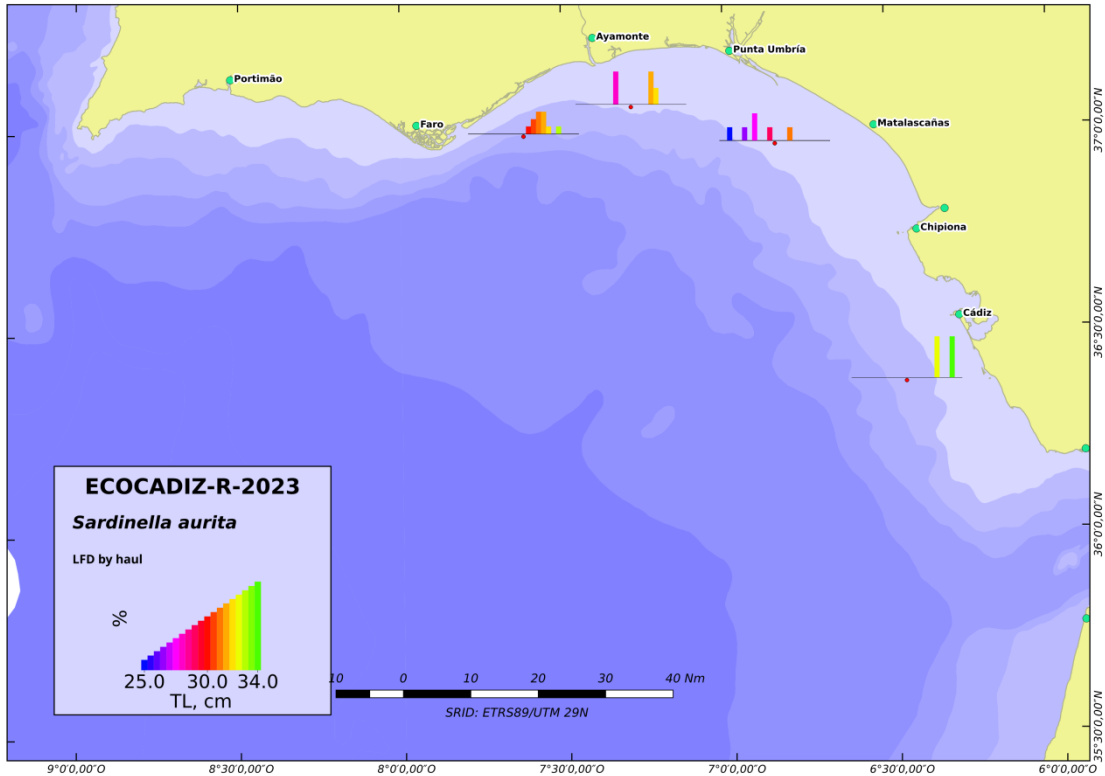 Ayamonte
Punta Umbría
Portimão
Faro
Matalascañas
37°0'0,00"N
Chipiona
Cádiz
36°30'0,00"N
ECOCADIZ-R-2023
Sardinella aurita
LFD by haul
%
25.0 30.0 34.0
TL, cm
36°0'0,00"N
10 0 10 20 30 40 Nm
SRID: ETRS89/UTM 29N
35°30'0,00"N
9°0'0,00"O 8°30'0,00"O 8°0'0,00"O 7°30'0,00"O 7°0'0,00"O 6°30'0,00"O 6°0'0,00"O